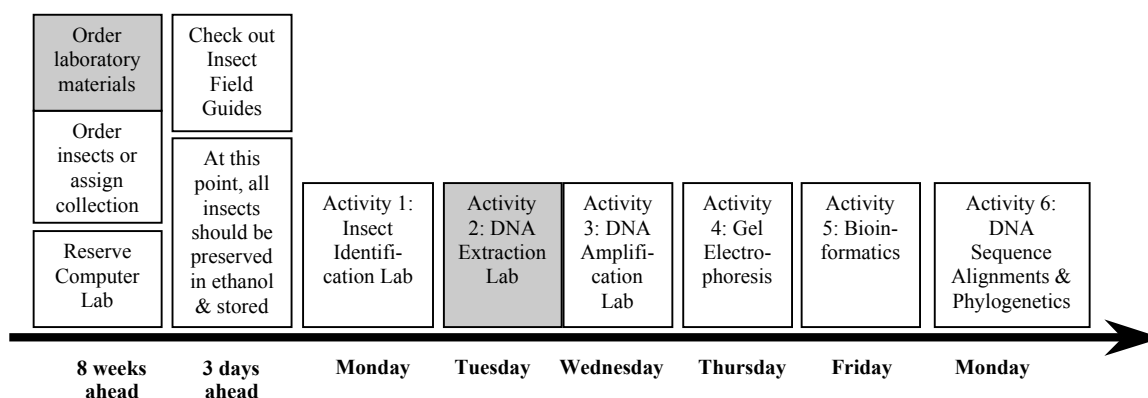 Order
laboratory
materials
Order
insects or
assign
collection
Reserve
Computer
Lab
Check out
Insect
Field
Guides
At this
point, all
insects
should be
preserved
in ethanol
& stored
Activity 1:
Insect
Identifi-
cation Lab
Activity
2: DNA
Extraction
Lab
Activity
3: DNA
Amplifi-
cation
Lab
Activity
4: Gel
Electro-
phoresis
Activity
5: Bioin-
formatics
Activity 6:
DNA
Sequence
Alignments &
Phylogenetics
8 weeks
ahead
3 days
ahead
Monday
Tuesday
Wednesday
Thursday
Friday
Monday